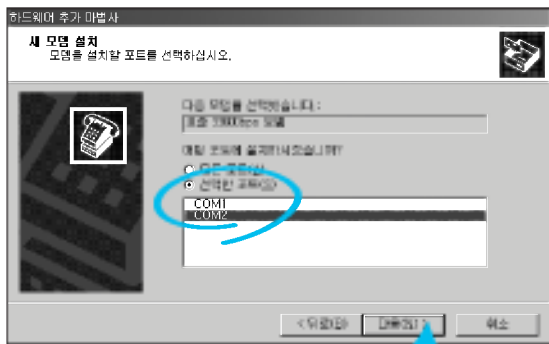 하드웨어 추가 마법사
새 모뎀 설치
모뎀을 설치할 포트를 선택하십시오.
다음 모뎀을 선택했습니다.:
표준 33600bps 모뎀
어떤 포트에 설치하시겠습니까?
모든 포트(A)
선택한 포트(S)
COM1
COM2
<뒤로(B) 다음(N)> 취소